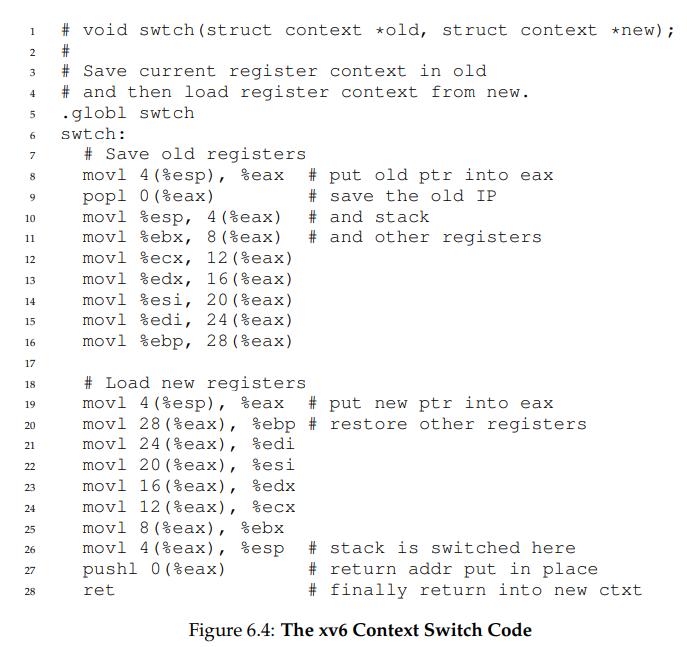 1 # void swtch(struct context *old, struct context *new);
2 #
3 # Save current register context in old
4 # and then load register context from new.
5 .globl swtch
6 swtch:
7 # Save old registers
8 movl 4(%esp), %eax # put old ptr into eax
9 popl 0(%eax) # save the old IP
10 movl %esp, 4(%eax) # and stack
11 movl %ebx, 8(%eax) # and other registers
12 movl %ecx, 12(%eax)
13 movl %edx, 16(%eax)
14 movl %esi, 20(%eax)
15 movl %edi, 24(%eax)
16 movl %ebp, 28(%eax)
17
18 # Load new registers
19 movl 4(%esp), %eax # put new ptr into eax
20 movl 28(%eax), %ebp # restore other registers
21 movl 24(%eax), %edi
22 movl 20(%eax), %esi
23 movl 16(%eax), %edx
24 movl 12(%eax), %ecx
25 movl 8(%eax), %ebx
26 movl 4(%eax), %esp # stack is switched here
27 pushl 0(%eax) # return addr put in place
28 ret # finally return into new ctxt
Figure 6.4: The xv6 Context Switch Code